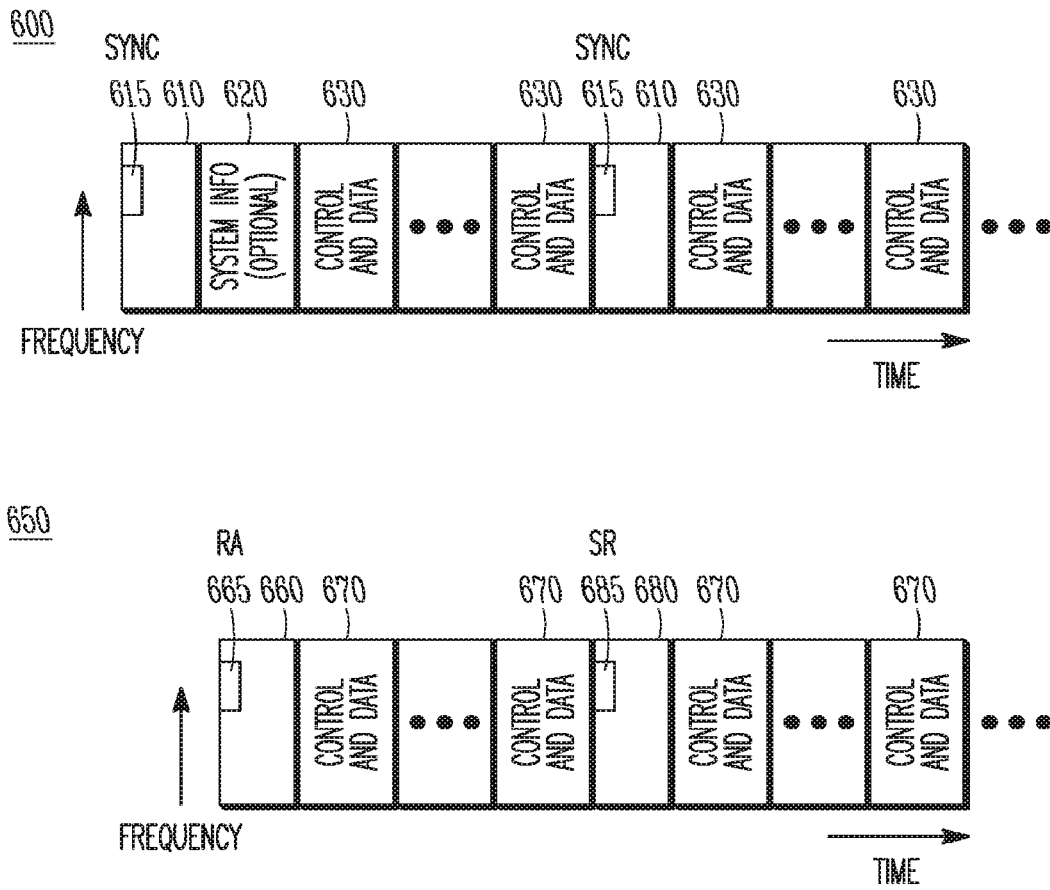 600
SYNC SYNC
615 610 620 630 630 615 610 630 630
SYSTEM INFO
(OPTIONAL)
CONTROL
AND DATA
CONTROL
AND DATA
CONTROL
AND DATA
CONTROL
AND DATA
FREQUENCY
TIME
650
RA SR
665 660 670 670 685 680 670 670
CONTROL
AND DATA
CONTROL
AND DATA
CONTROL
AND DATA
CONTROL
AND DATA
FREQUENCY
TIME